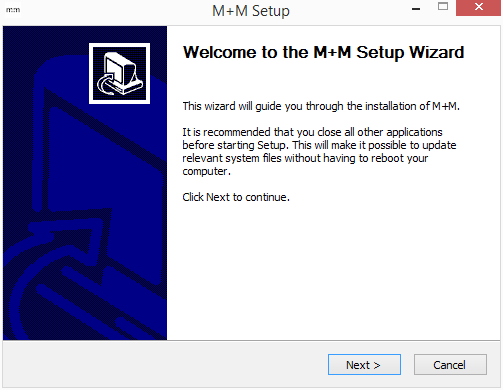 mm
M+M Setup
Welcome to the M+M Setup Wizard
This wizard will guide you through the installation of M+M.
It is recommended that you close all other applications
before starting Setup. This will make it possible to update
relevant system files without having to reboot your
computer.
Click Next to continue.
Next >
Cancel